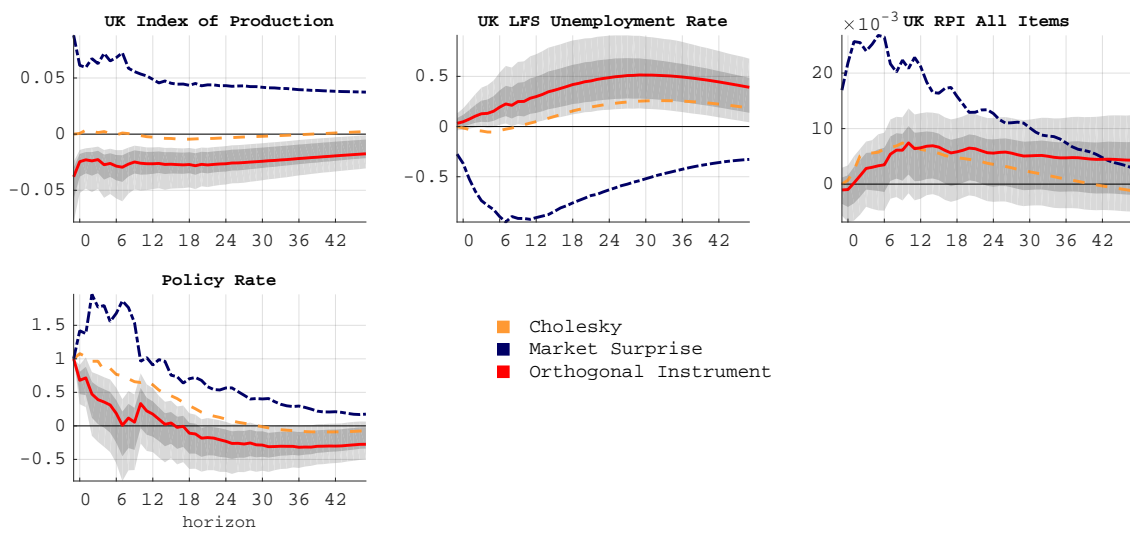 UK Index of Production
0.05
0
-0.05
0 6 12 18 24 30 36 42
UK LFS Unemployment Rate
0.5
0
-0.5
0 6 12 18 24 30 36 42
×10⁻³ UK RPI All Items
20
10
0
0 6 12 18 24 30 36 42
Policy Rate
1.5
1
0.5
0
-0.5
0 6 12 18 24 30 36 42
horizon
Cholesky
Market Surprise
Orthogonal Instrument